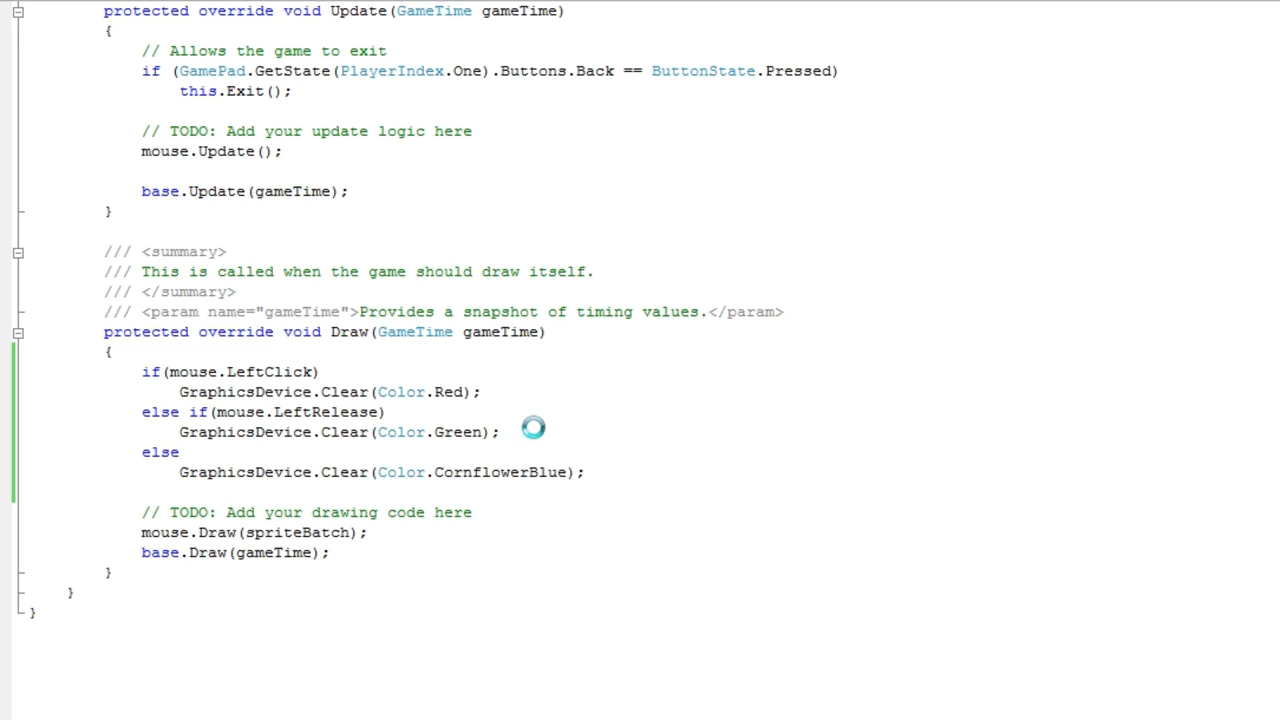 protected override void Update(GameTime gameTime)
{
// Allows the game to exit
if (GamePad.GetState(PlayerIndex.One).Buttons.Back == ButtonState.Pressed)
this.Exit();
// TODO: Add your update logic here
mouse.Update();
base.Update(gameTime);
}
/// <summary>
/// This is called when the game should draw itself.
/// </summary>
/// <param name="gameTime">Provides a snapshot of timing values.</param>
protected override void Draw(GameTime gameTime)
{
if(mouse.LeftClick)
GraphicsDevice.Clear(Color.Red);
else if(mouse.LeftRelease)
GraphicsDevice.Clear(Color.Green);
else
GraphicsDevice.Clear(Color.CornflowerBlue);
// TODO: Add your drawing code here
mouse.Draw(spriteBatch);
base.Draw(gameTime);
}
}
}